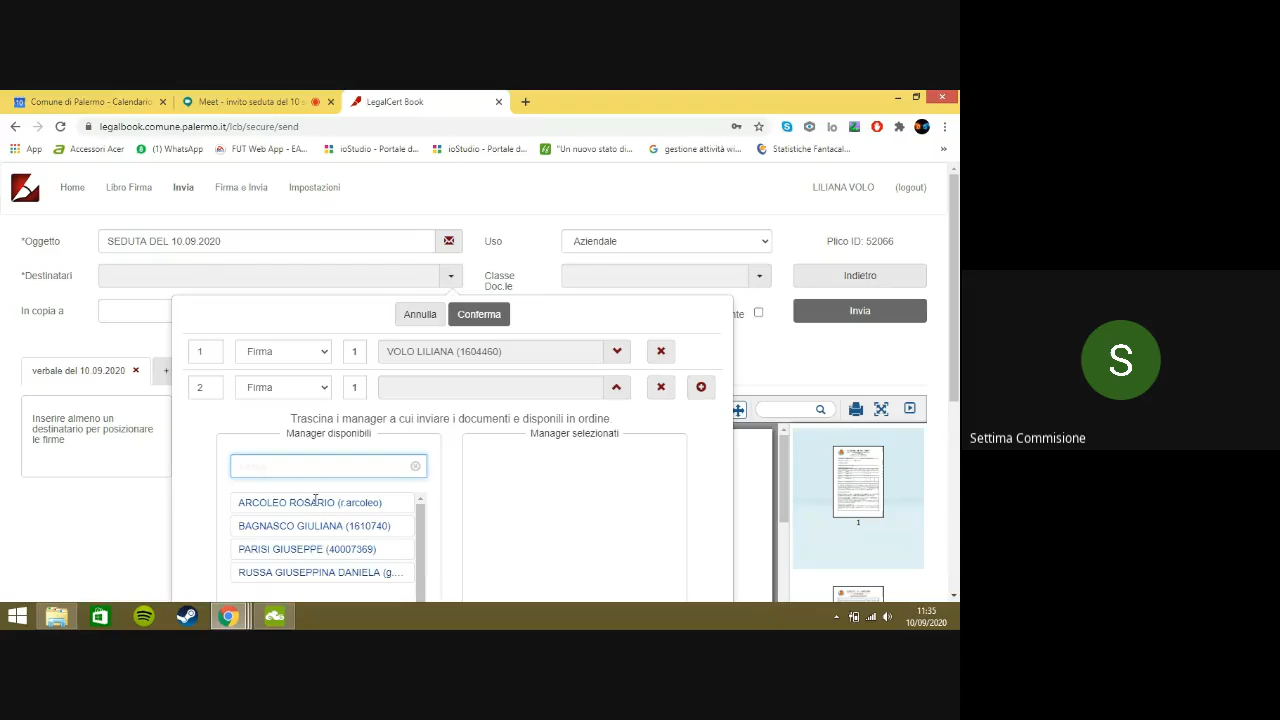 Comune di Palermo - Calendario
Meet - invito seduta del 10 s
LegalCert Book
legalbook.comune.palermo.it/lcb/secure/send
App
Accessori Acer
(1) WhatsApp
FUT Web App - EA...
ioStudio - Portale d...
ioStudio - Portale d...
"Un nuovo stato di...
gestione attività wi...
Statistiche Fantacal...
»
Home
Libro Firma
Invia
Firma e Invia
Impostazioni
LILIANA VOLO
(logout)
*Oggetto
SEDUTA DEL 10.09.2020
Uso
Aziendale
Plico ID: 52066
*Destinatari
Classe
Doc.le
Indietro
In copia a
Annulla
Conferma
nte
Invia
1
Firma
1
VOLO LILIANA (1604460)
verbale del 10.09.2020
+
2
Firma
1
Inserire almeno un
destinatario per posizionare
le firme
Trascina i manager a cui inviare i documenti e disponili in ordine
Manager disponibili
Manager selezionati
ARCOLEO ROSARIO (r.arcoleo)
BAGNASCO GIULIANA (1610740)
PARISI GIUSEPPE (40007369)
RUSSA GIUSEPPINA DANIELA (g....
1
11:35
10/09/2020
S
Settima Commisione